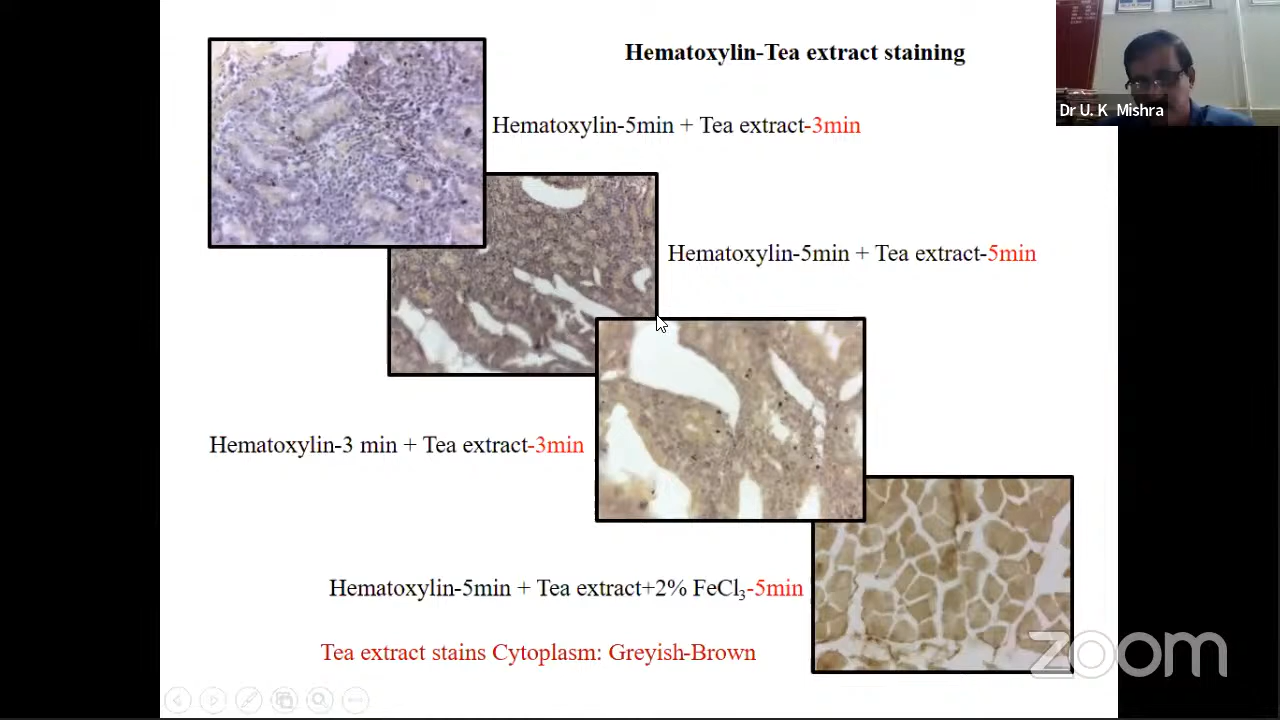 Hematoxylin-Tea extract staining
Dr U. K Mishra
Hematoxylin-5min + Tea extract-3min
Hematoxylin-5min + Tea extract-5min
Hematoxylin-3 min + Tea extract-3min
Hematoxylin-5min + Tea extract+2% FeCl₃-5min
Tea extract stains Cytoplasm: Greyish-Brown
zoom